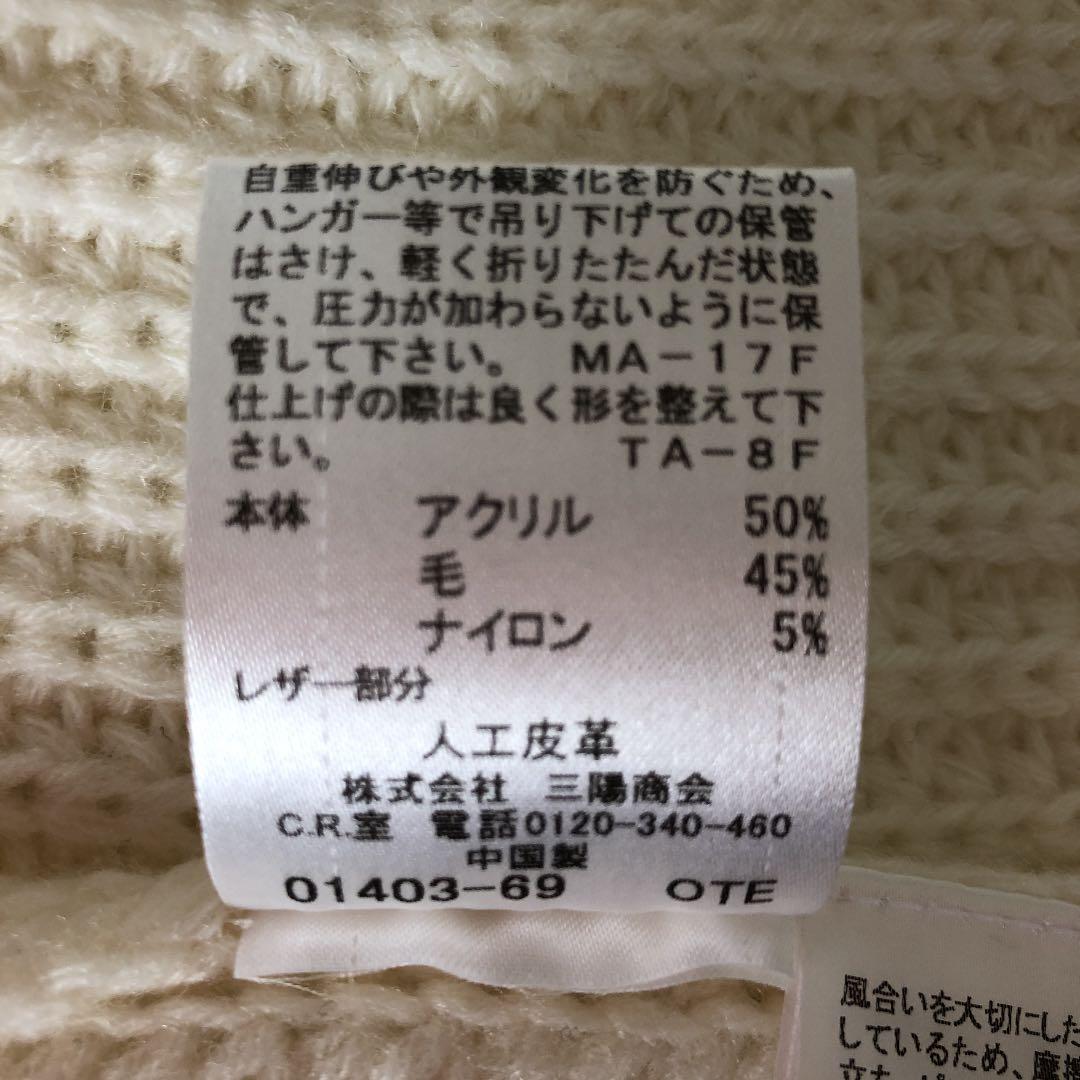 自重伸びや外観変化を防ぐため、
ハンガー等で吊り下げての保管
はさけ、軽く折りたたんだ状態
で、圧力が加わらないように保
管して下さい。 MA-17F
仕上げの際は良く形を整えて下
さい。 TA-8F
本体 アクリル 50%
毛 45%
ナイロン 5%
レザー部分
人工皮革
株式会社 三陽商会
C.R.室 電話0120-340-460
中国製
01403-69 OTE
風合いを大切にした
しているため、摩擦